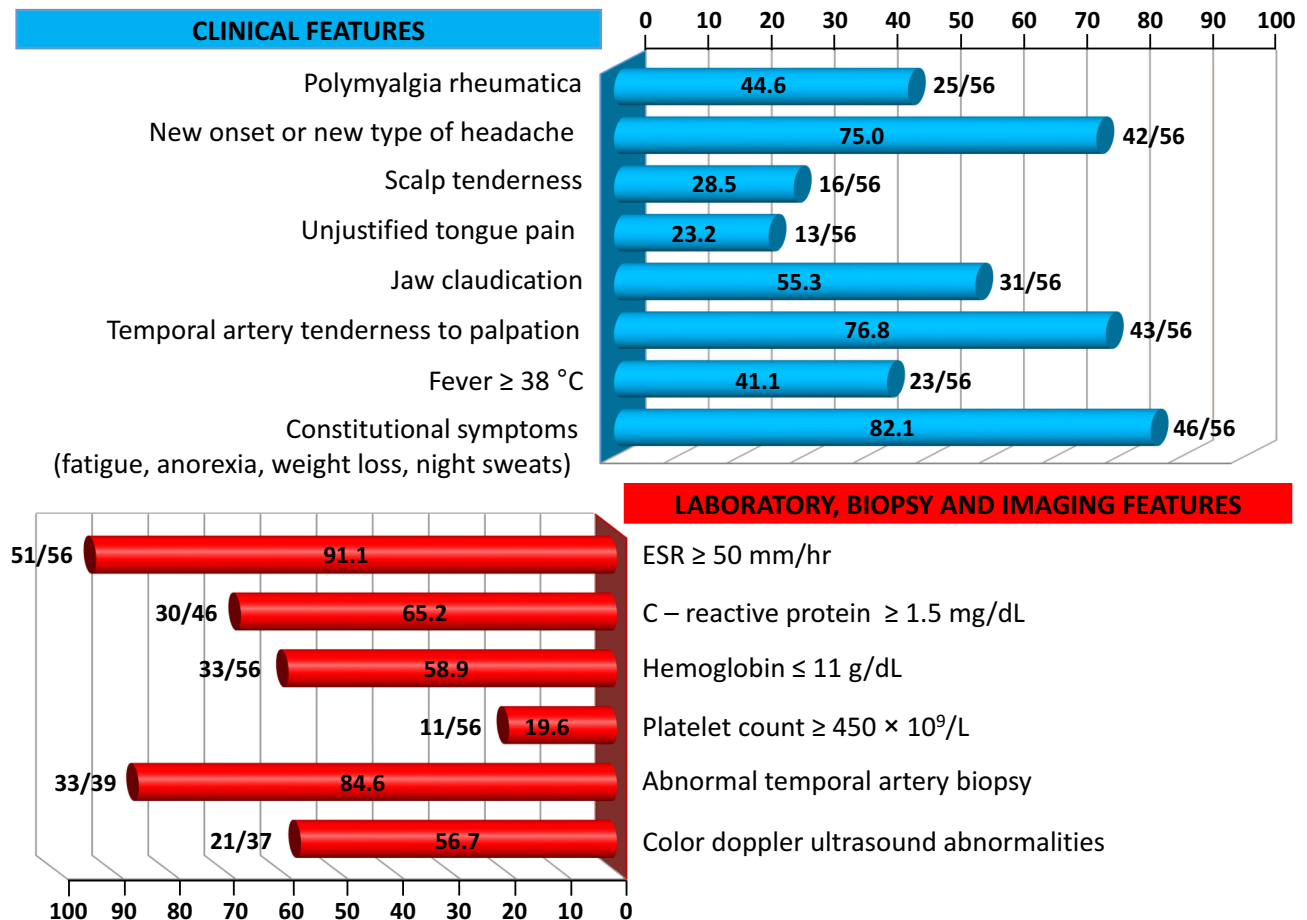 CLINICAL FEATURES
0 10 20 30 40 50 60 70 80 90 100
Polymyalgia rheumatica 44.6 25/56
New onset or new type of headache 75.0 42/56
Scalp tenderness 28.5 16/56
Unjustified tongue pain 23.2 13/56
Jaw claudication 55.3 31/56
Temporal artery tenderness to palpation 76.8 43/56
Fever ≥ 38 °C 41.1 23/56
Constitutional symptoms 82.1 46/56
(fatigue, anorexia, weight loss, night sweats)
LABORATORY, BIOPSY AND IMAGING FEATURES
51/56 91.1 ESR ≥ 50 mm/hr
30/46 65.2 C – reactive protein ≥ 1.5 mg/dL
33/56 58.9 Hemoglobin ≤ 11 g/dL
11/56 19.6 Platelet count ≥ 450 × 10⁹/L
33/39 84.6 Abnormal temporal artery biopsy
21/37 56.7 Color doppler ultrasound abnormalities
100 90 80 70 60 50 40 30 20 10 0